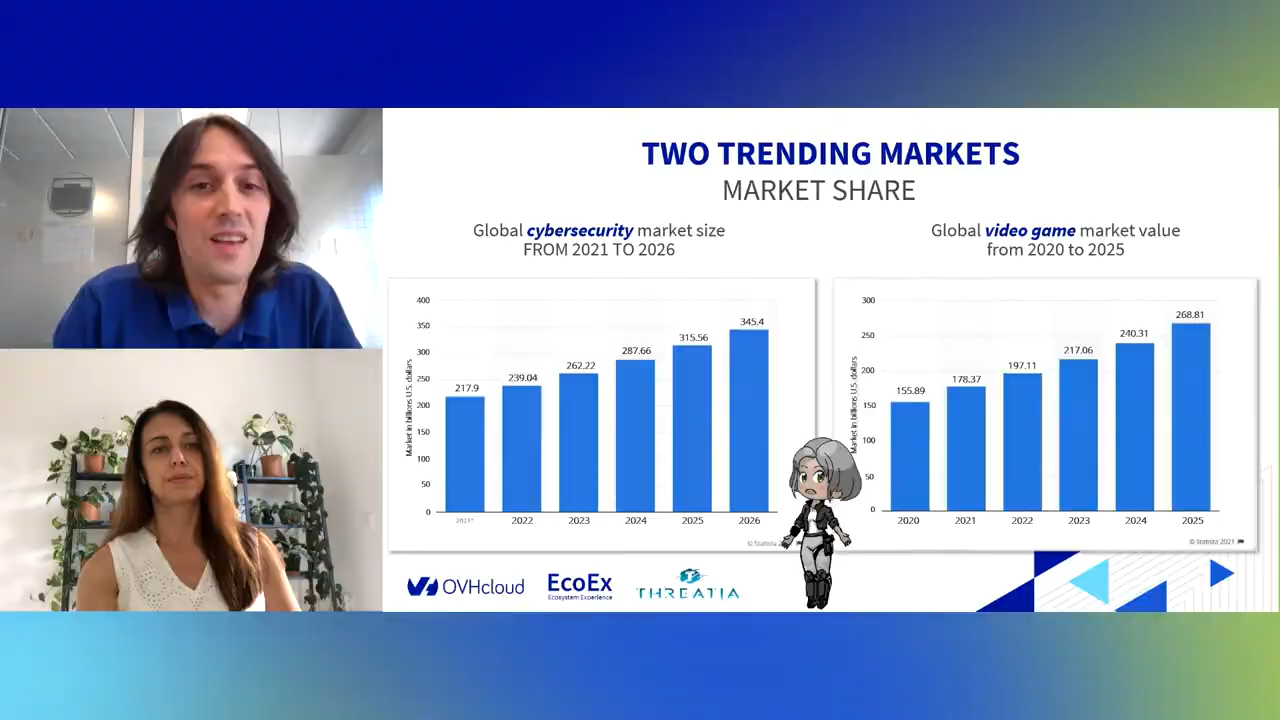 TWO TRENDING MARKETS
MARKET SHARE
Global cybersecurity market size
FROM 2021 TO 2026
Market in billions U.S. dollars
400
350
300
250
200
150
100
50
0
217.9
239.04
262.22
287.66
315.56
345.4
2021*
2022
2023
2024
2025
2026
© Statista
Global video game market value
from 2020 to 2025
Market in billions U.S. dollars
300
250
200
150
100
50
0
155.89
178.37
197.11
217.06
240.31
268.81
2020
2021
2022
2023
2024
2025
© Statista 2021
OVHcloud
EcoEx
Ecosystem Experience
THREATIA